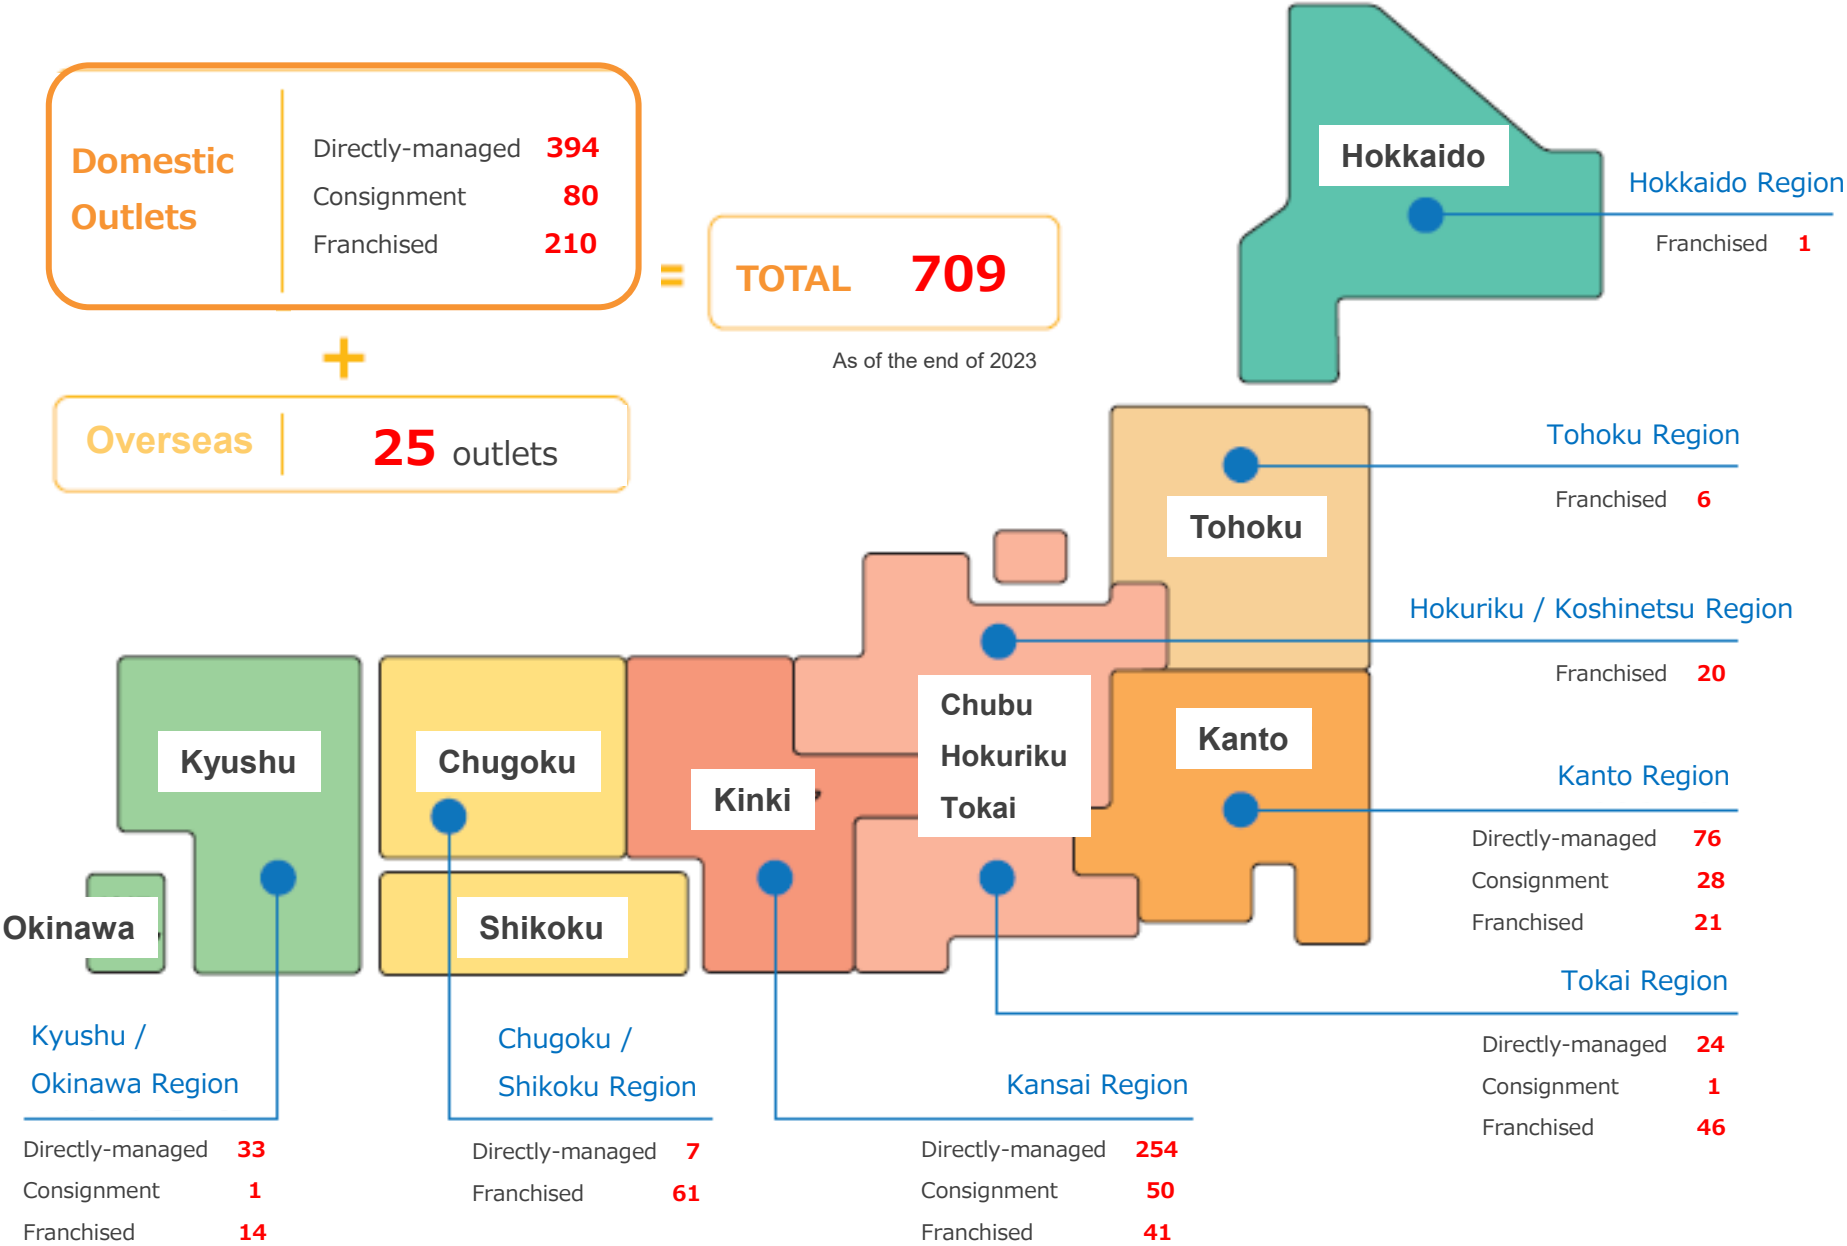 Domestic
Outlets
Directly-managed 394
Consignment 80
Franchised 210
+
Overseas 25 outlets
=
TOTAL 709
As of the end of 2023
Hokkaido
Hokkaido Region
Franchised 1
Tohoku
Tohoku Region
Franchised 6
Hokuriku / Koshinetsu Region
Franchised 20
Chubu
Hokuriku
Tokai
Kanto
Kanto Region
Directly-managed 76
Consignment 28
Franchised 21
Tokai Region
Directly-managed 24
Consignment 1
Franchised 46
Kyushu
Chugoku
Kinki
Okinawa
Shikoku
Kyushu /
Okinawa Region
Directly-managed 33
Consignment 1
Franchised 14
Chugoku /
Shikoku Region
Directly-managed 7
Franchised 61
Kansai Region
Directly-managed 254
Consignment 50
Franchised 41